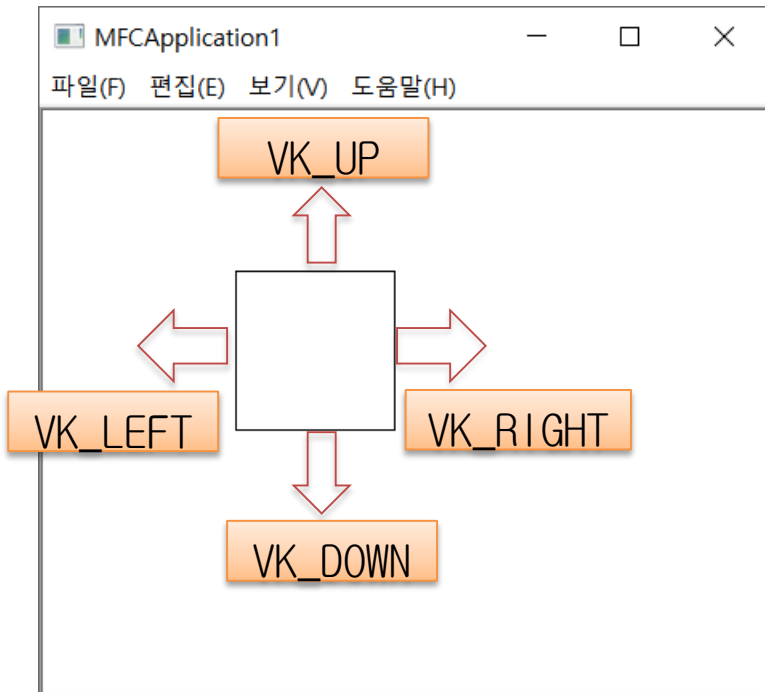 MFCApplication1
파일(F) 편집(E) 보기(V) 도움말(H)
VK_UP
VK_LEFT
VK_RIGHT
VK_DOWN